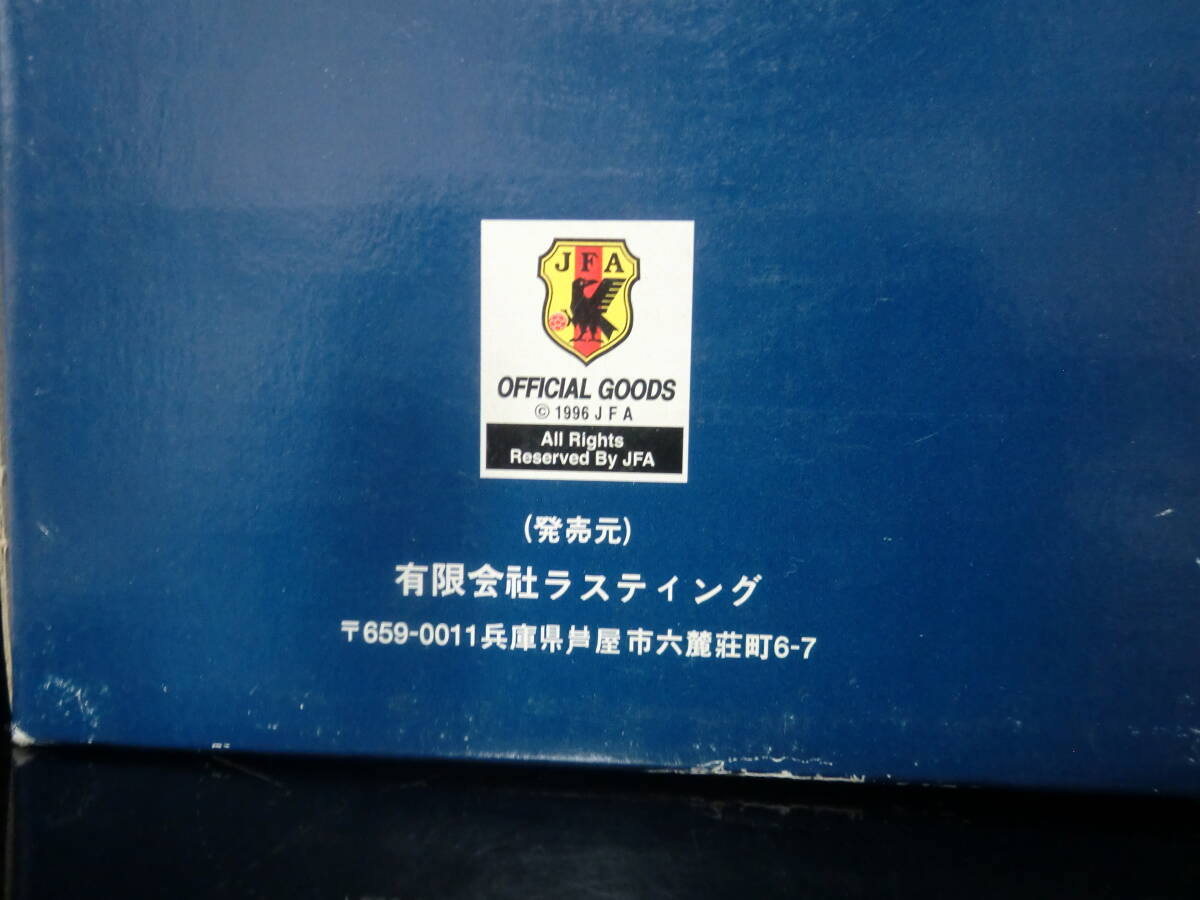 JFA
OFFICIAL GOODS
© 1996 J F A
All Rights
Reserved By JFA
(発売元)
有限会社ラスティング
〒659-0011兵庫県芦屋市六麓荘町6-7